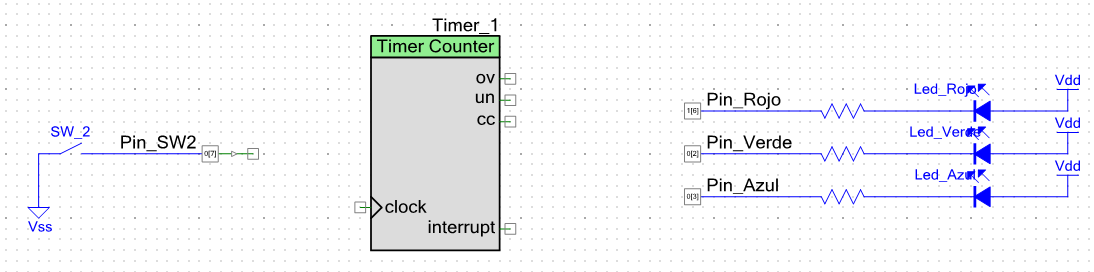 Timer_1
Timer Counter
ov
un
cc
clock
interrupt
SW_2
Pin_SW2
0[7]
Vss
Pin_Rojo
1[6]
Led_Rojo
Vdd
Pin_Verde
0[2]
Led_Verde
Vdd
Pin_Azul
0[3]
Led_Azul
Vdd